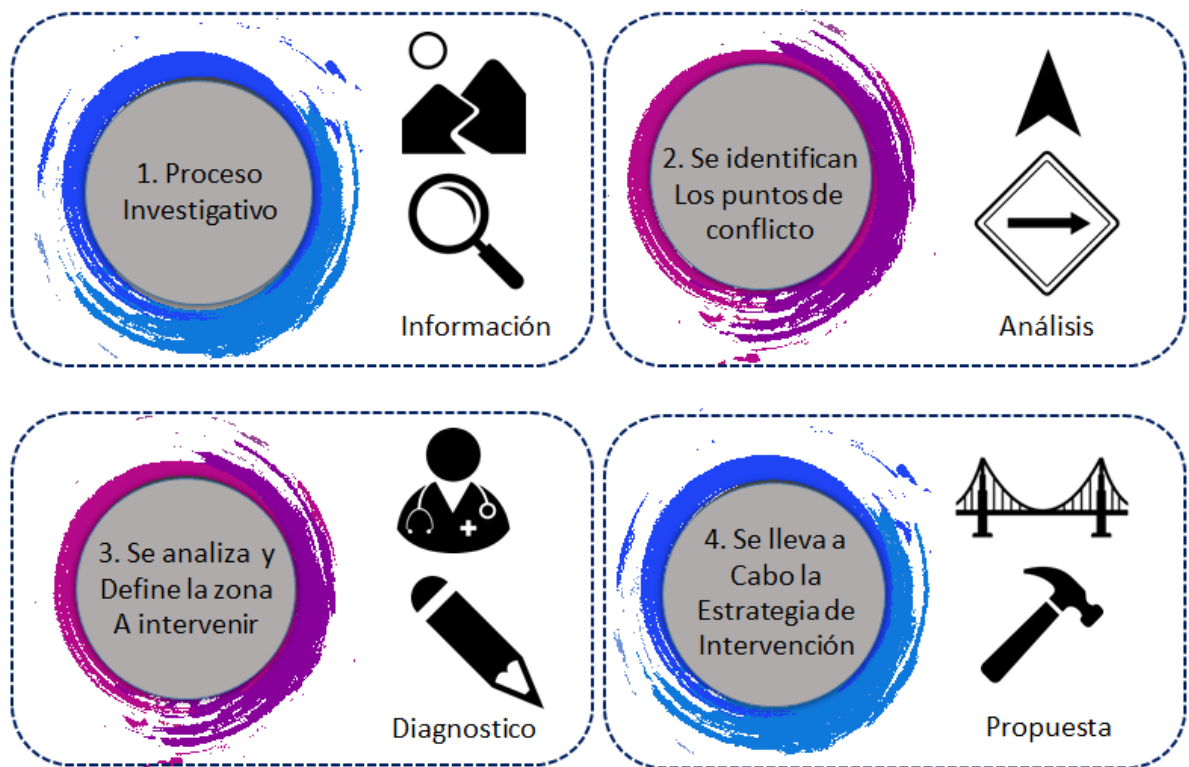 1. Proceso
Investigativo
Información
2. Se identifican
Los puntos de
conflicto
Análisis
3. Se analiza y
Define la zona
A intervenir
Diagnostico
4. Se lleva a
Cabo la
Estrategia de
Intervención
Propuesta